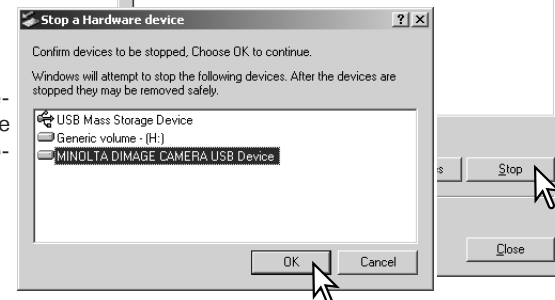 Stop a Hardware device
Confirm devices to be stopped, Choose OK to continue.
Windows will attempt to stop the following devices. After the devices are
stopped they may be removed safely.
USB Mass Storage Device
Generic volume - (H:)
MINOLTA DIMAGE CAMERA USB Device
OK
Cancel
Stop
Close